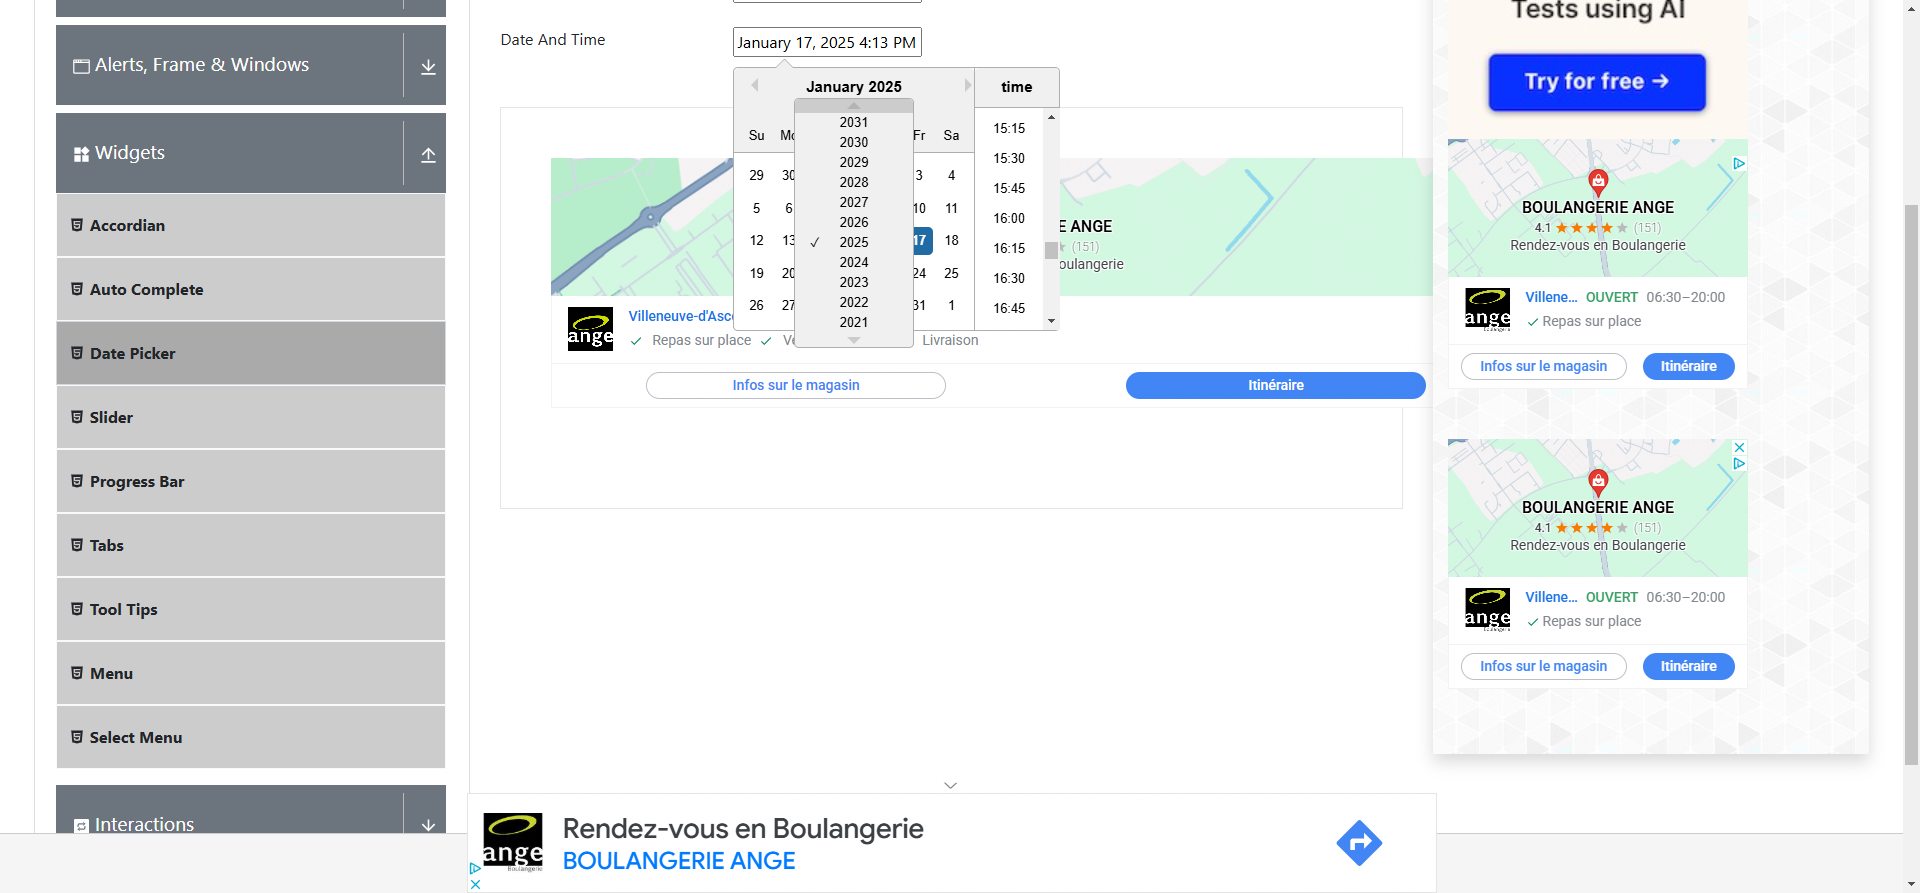 Alerts, Frame & Windows
Widgets
Accordian
Auto Complete
Date Picker
Slider
Progress Bar
Tabs
Tool Tips
Menu
Select Menu
Interactions
Date And Time
January 17, 2025 4:13 PM
January 2025
time
2031
2030
2029
2028
2027
2026
✓ 2025
2024
2023
2022
2021
Su Mo Fr Sa
29 30 3 4
5 6 10 11
12 13 17 18
19 20 24 25
26 27 31 1
15:15
15:30
15:45
16:00
16:15
16:30
16:45
E ANGE
(151)
oulangerie
ange
Villeneuve-d'Asc
Repas sur place
Livraison
Infos sur le magasin
Itinéraire
Tests using AI
Try for free →
BOULANGERIE ANGE
4.1 ★★★★★ (151)
Rendez-vous en Boulangerie
ange
Boulangerie
Villene... OUVERT 06:30–20:00
Repas sur place
Infos sur le magasin
Itinéraire
BOULANGERIE ANGE
4.1 ★★★★★ (151)
Rendez-vous en Boulangerie
ange
Boulangerie
Villene... OUVERT 06:30–20:00
Repas sur place
Infos sur le magasin
Itinéraire
ange
Boulangerie
Rendez-vous en Boulangerie
BOULANGERIE ANGE